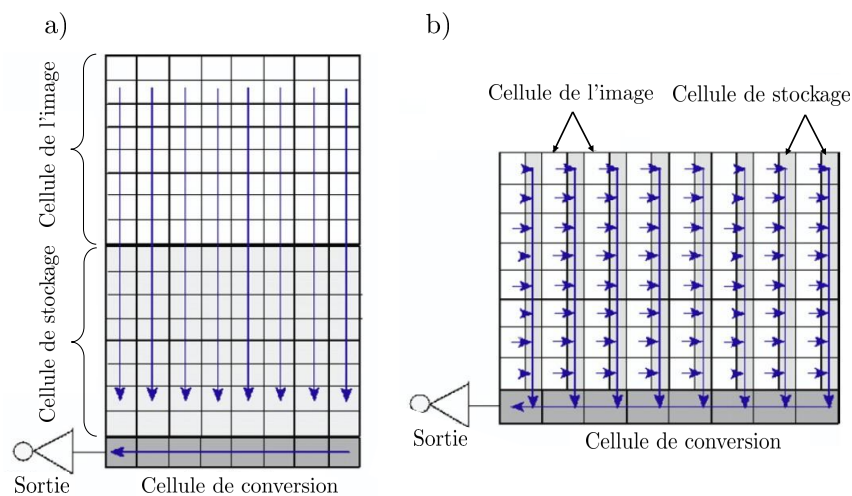 a)
Cellule de l'image
Cellule de stockage
Sortie
Cellule de conversion
b)
Cellule de l'image
Cellule de stockage
Sortie
Cellule de conversion